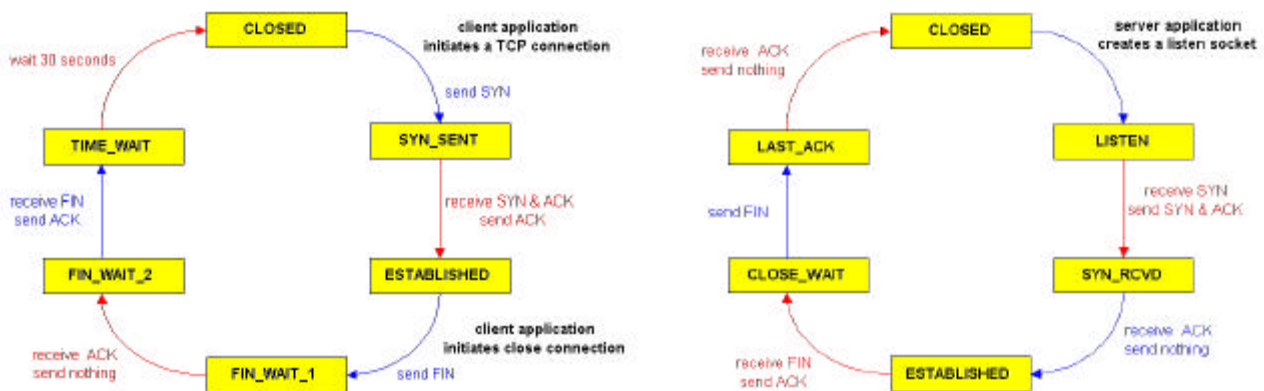 CLOSED
client application
initiates a TCP connection
wait 30 seconds
send SYN
TIME_WAIT
SYN_SENT
receive FIN
send ACK
receive SYN & ACK
send ACK
FIN_WAIT_2
ESTABLISHED
client application
initiates close connection
receive ACK
send nothing
FIN_WAIT_1
send FIN
CLOSED
server application
creates a listen socket
receive ACK
send nothing
LAST_ACK
LISTEN
send FIN
receive SYN
send SYN & ACK
CLOSE_WAIT
SYN_RCVD
receive ACK
send nothing
receive FIN
send ACK
ESTABLISHED